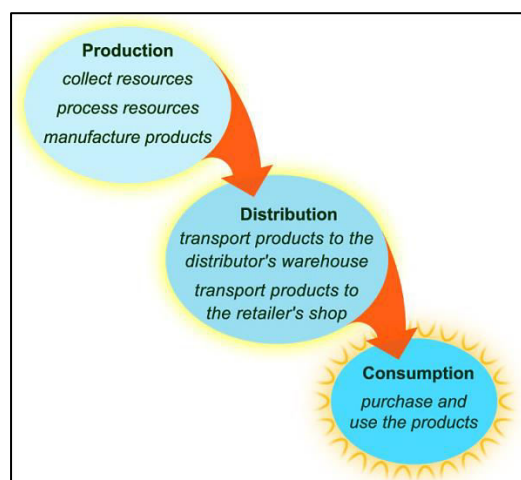 Production
collect resources
process resources
manufacture products
Distribution
transport products to the
distributor's warehouse
transport products to
the retailer's shop
Consumption
purchase and
use the products